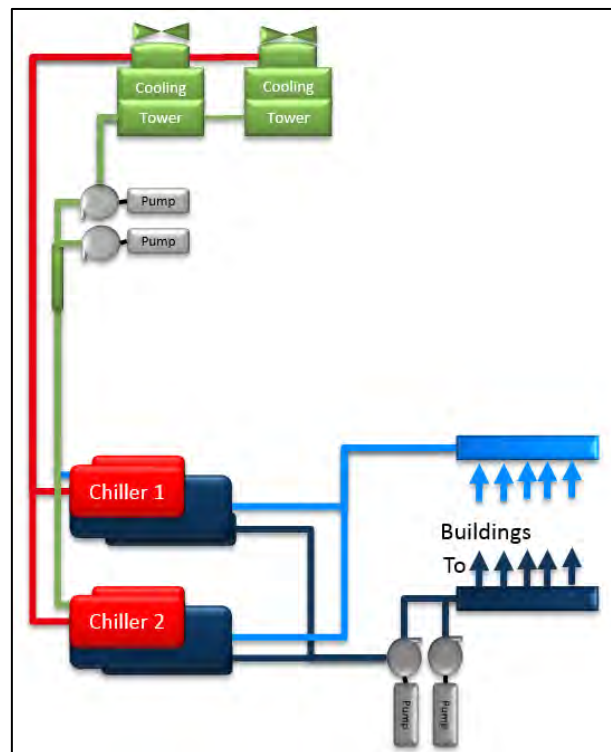 Cooling
Tower
Cooling
Tower
Pump
Pump
Chiller 1
Buildings
To
Chiller 2
Pump
Pump